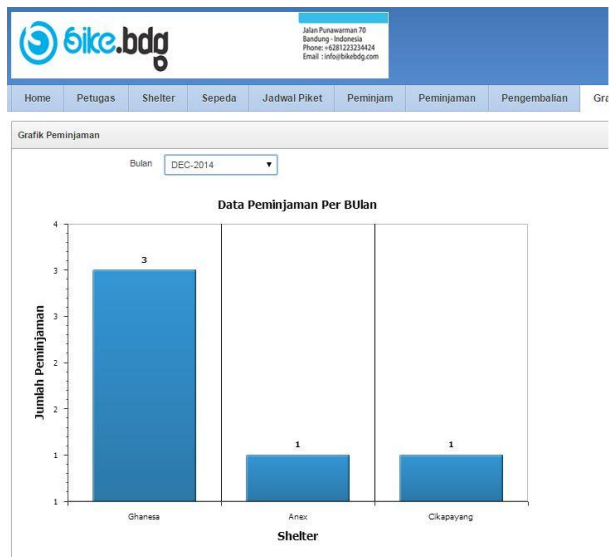 bike.bdg
Jalan Punawarman 70
Bandung - Indonesia
Phone: +6281223234424
Email : info@bikebdg.com
Home Petugas Shelter Sepeda Jadwal Piket Peminjam Peminjaman Pengembalian Gra
Grafik Peminjaman
Bulan DEC-2014
Data Peminjaman Per BUlan
Jumlah Peminjaman
4
3
3
2
2
1
1
3
1
1
Ghanesa Anex Cikapayang
Shelter